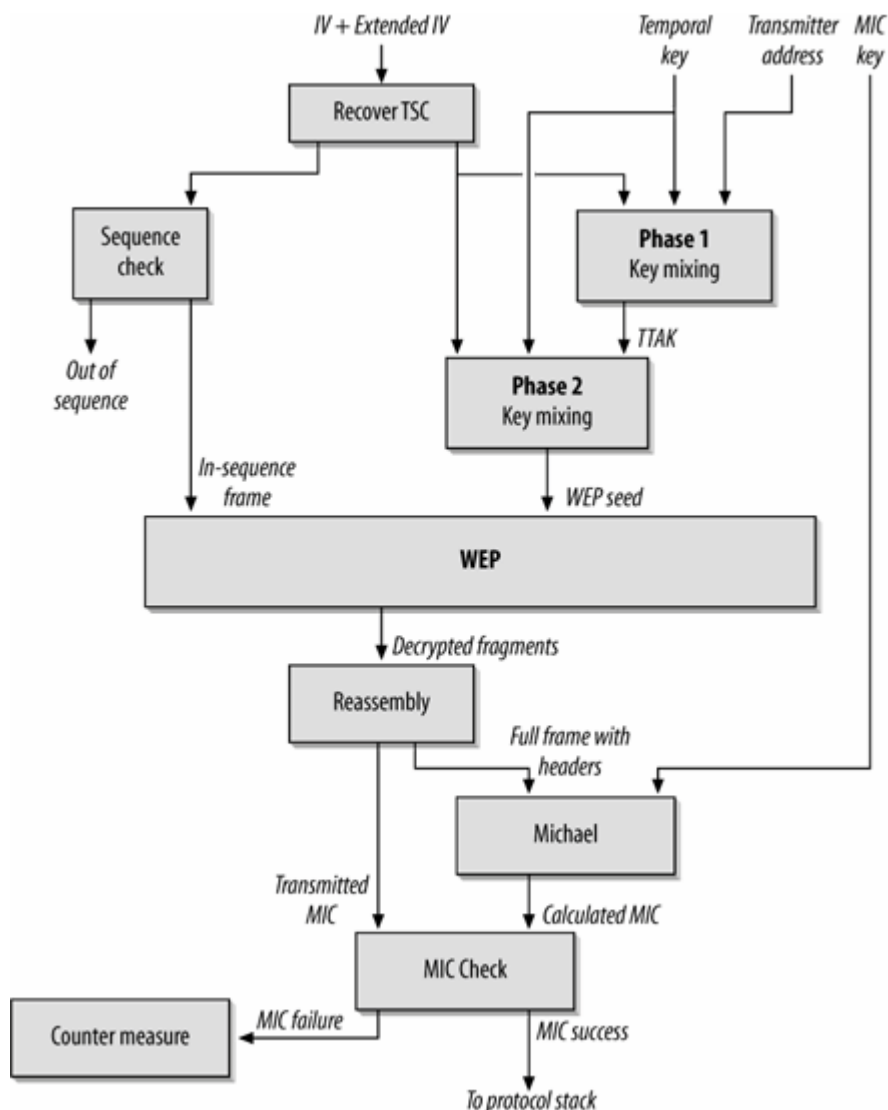 IV + Extended IV
Temporal
key
Transmitter
address
MIC
key
Recover TSC
Sequence
check
Phase 1
Key mixing
Out of
sequence
TTAK
Phase 2
Key mixing
In-sequence
frame
WEP seed
WEP
Decrypted fragments
Reassembly
Full frame with
headers
Michael
Transmitted
MIC
Calculated MIC
MIC Check
Counter measure
MIC failure
MIC success
To protocol stack